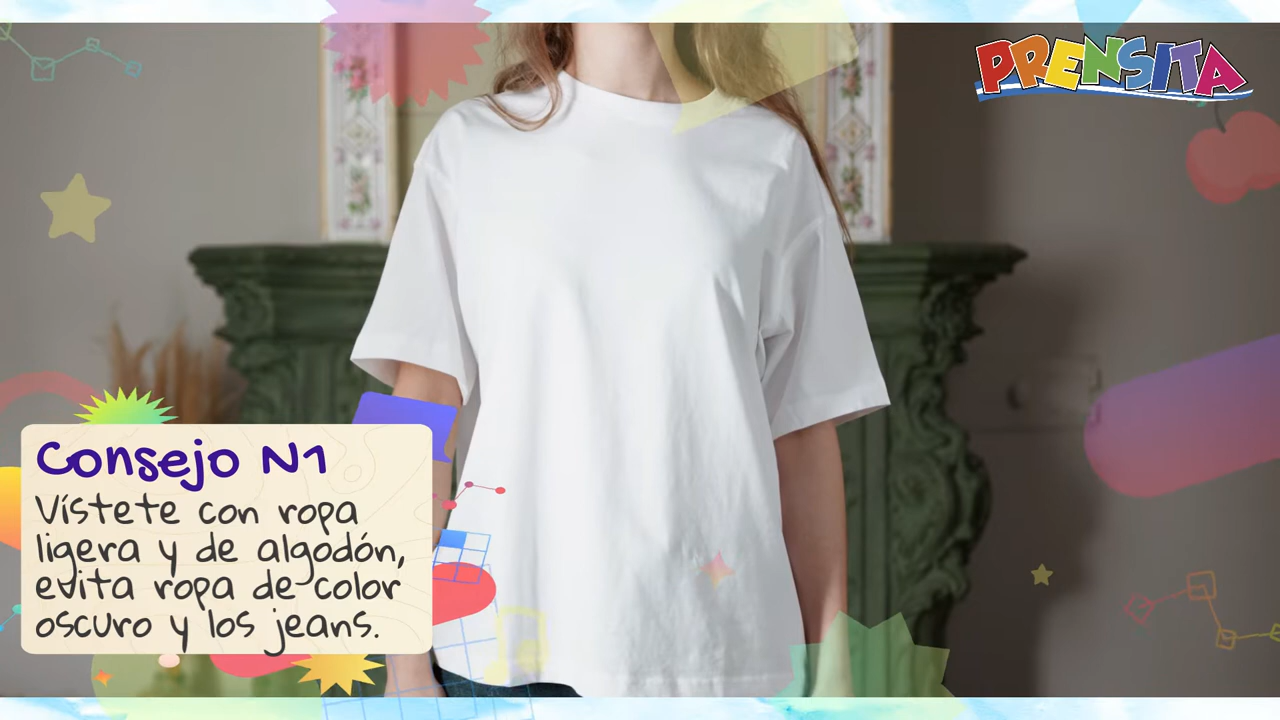 PRENSITA
Consejo N1
Vístete con ropa
ligera y de algodón,
evita ropa de color
oscuro y los jeans.